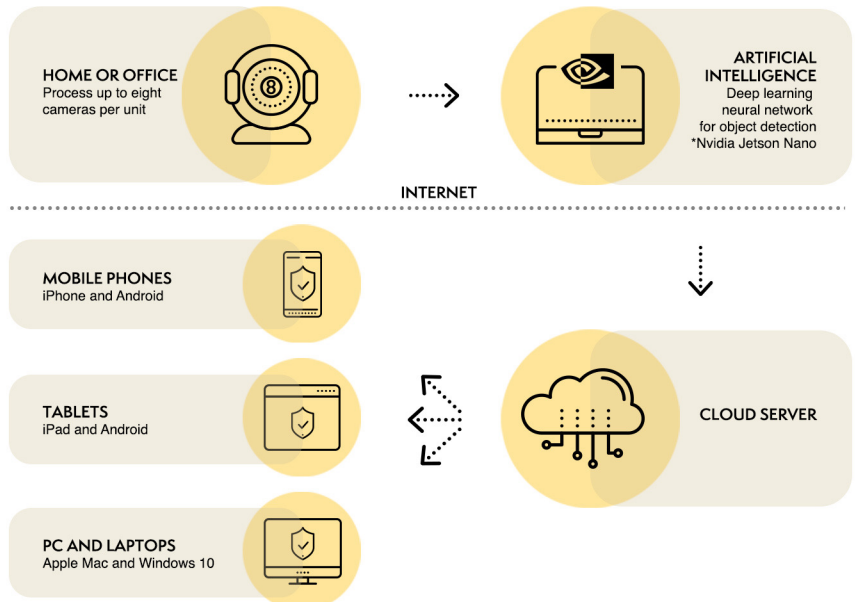 HOME OR OFFICE
Process up to eight
cameras per unit
8
ARTIFICIAL
INTELLIGENCE
Deep learning
neural network
for object detection
*Nvidia Jetson Nano
INTERNET
MOBILE PHONES
iPhone and Android
TABLETS
iPad and Android
CLOUD SERVER
PC AND LAPTOPS
Apple Mac and Windows 10